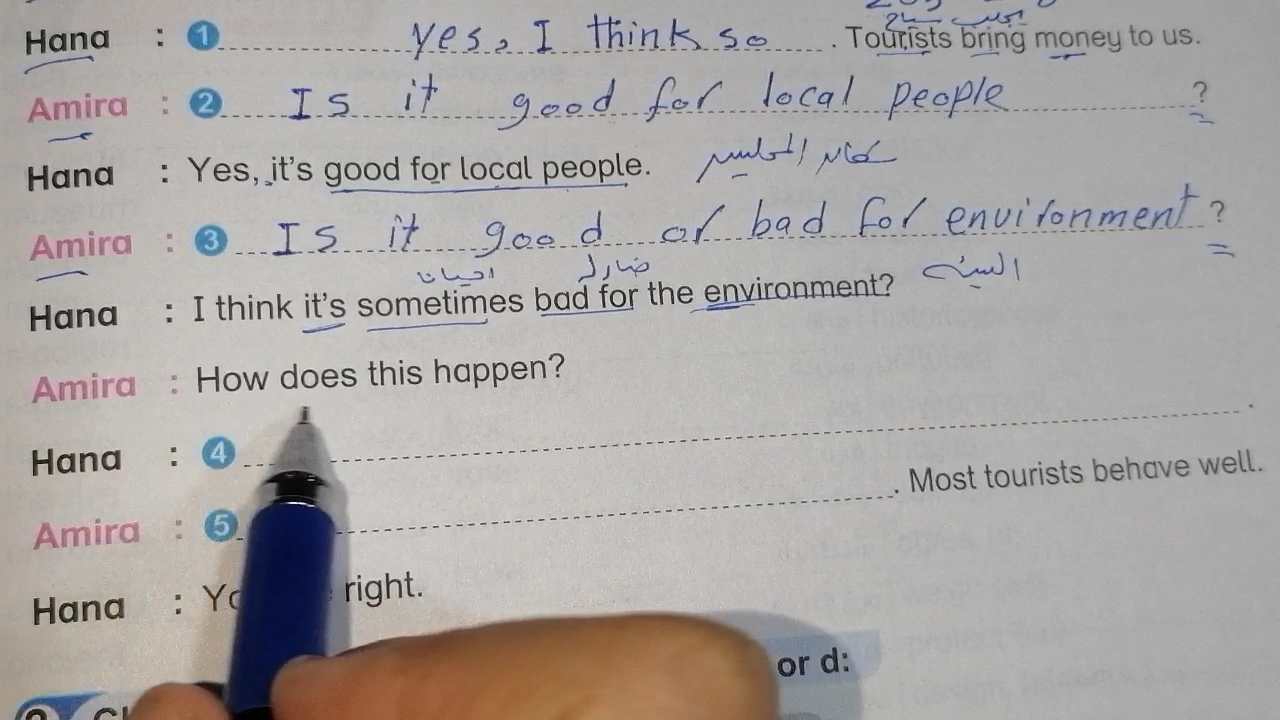 Hana : 1 yes, I think so . Tourists bring money to us.
Amira : 2 Is it good for local people ?
Hana : Yes, it's good for local people.
Amira : 3 Is it good or bad for environment ?
احيانا
البيئه
Hana : I think it's sometimes bad for the environment?
Amira : How does this happen?
Hana : 4 .
Amira : 5 . Most tourists behave well.
Hana : right.
or d: